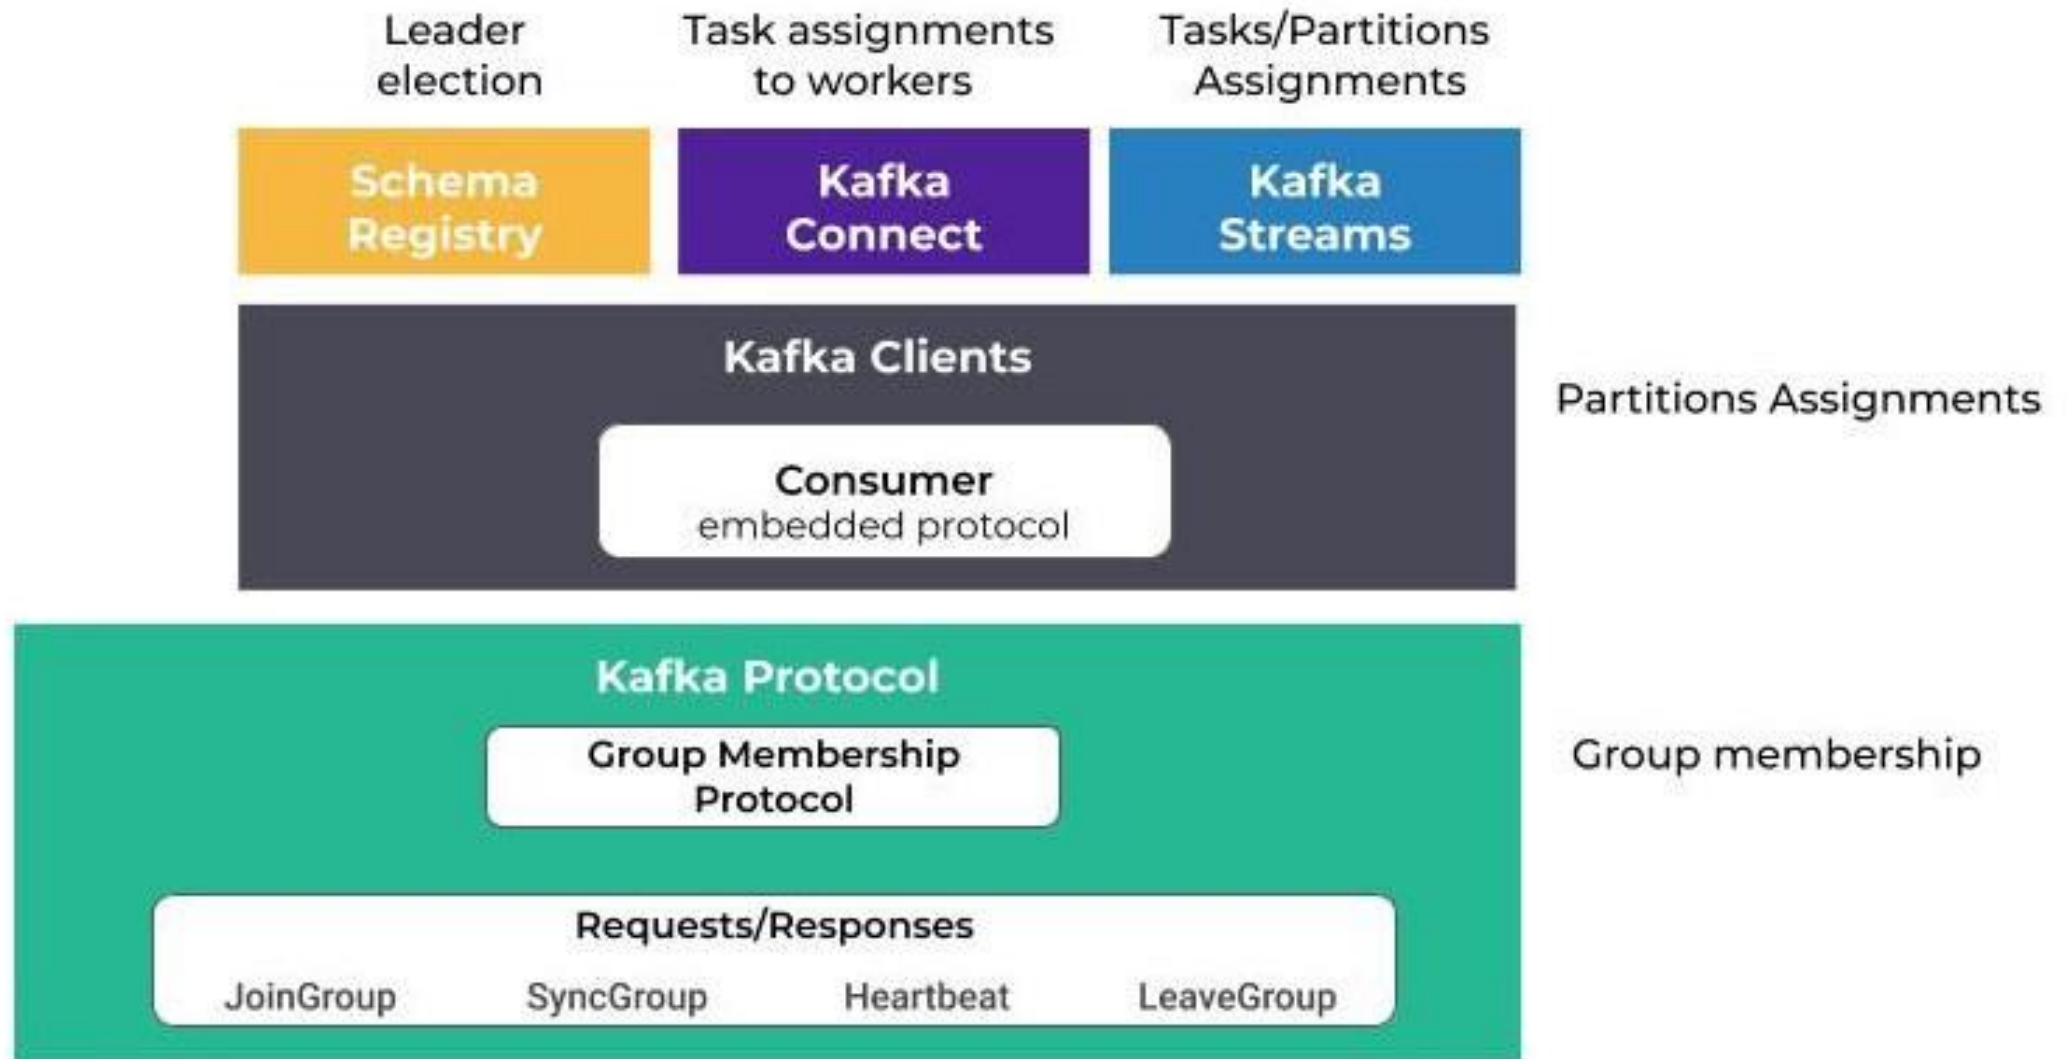 Leader
election
Task assignments
to workers
Tasks/Partitions
Assignments
Schema
Registry
Kafka
Connect
Kafka
Streams
Kafka Clients
Consumer
embedded protocol
Partitions Assignments
Kafka Protocol
Group Membership
Protocol
Group membership
Requests/Responses
JoinGroup SyncGroup Heartbeat LeaveGroup